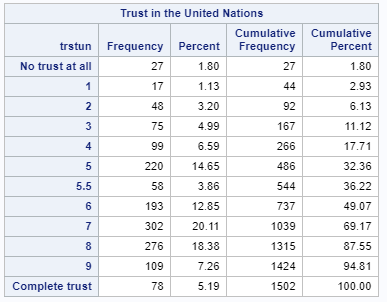 Trust in the United Nations
trstun Frequency Percent Cumulative Frequency Cumulative Percent
No trust at all 27 1.80 27 1.80
1 17 1.13 44 2.93
2 48 3.20 92 6.13
3 75 4.99 167 11.12
4 99 6.59 266 17.71
5 220 14.65 486 32.36
5.5 58 3.86 544 36.22
6 193 12.85 737 49.07
7 302 20.11 1039 69.17
8 276 18.38 1315 87.55
9 109 7.26 1424 94.81
Complete trust 78 5.19 1502 100.00